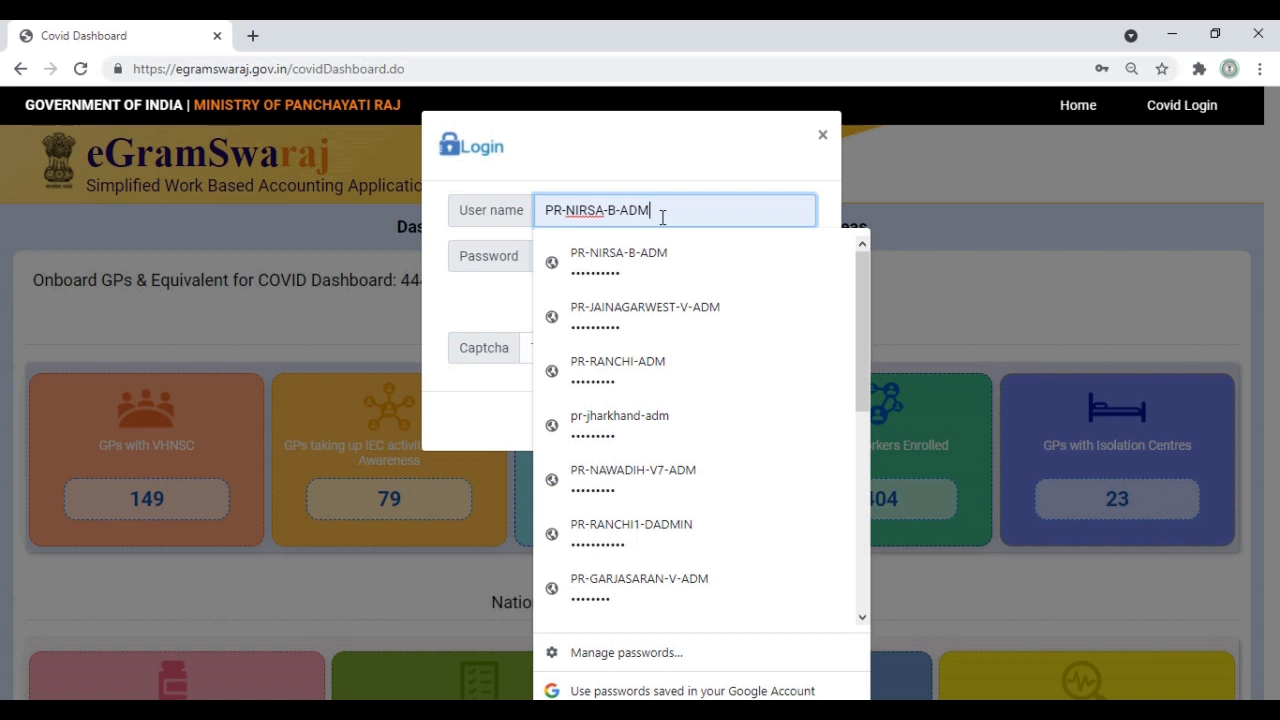 Covid Dashboard
https://egramswaraj.gov.in/covidDashboard.do
GOVERNMENT OF INDIA | MINISTRY OF PANCHAYATI RAJ
Home
Covid Login
eGramSwaraj
Simplified Work Based Accounting Applicatio
Login
User name
PR-NIRSA-B-ADM
Password
Captcha
PR-NIRSA-B-ADM
PR-JAINAGARWEST-V-ADM
PR-RANCHI-ADM
pr-jharkhand-adm
PR-NAWADIH-V7-ADM
PR-RANCHI1-DADMIN
PR-GARJASARAN-V-ADM
Manage passwords...
Use passwords saved in your Google Account
Onboard GPs & Equivalent for COVID Dashboard: 44
GPs with VHNSC
149
GPs taking up IEC activit
Awareness
79
rkers Enrolled
404
GPs with Isolation Centres
23
Natio